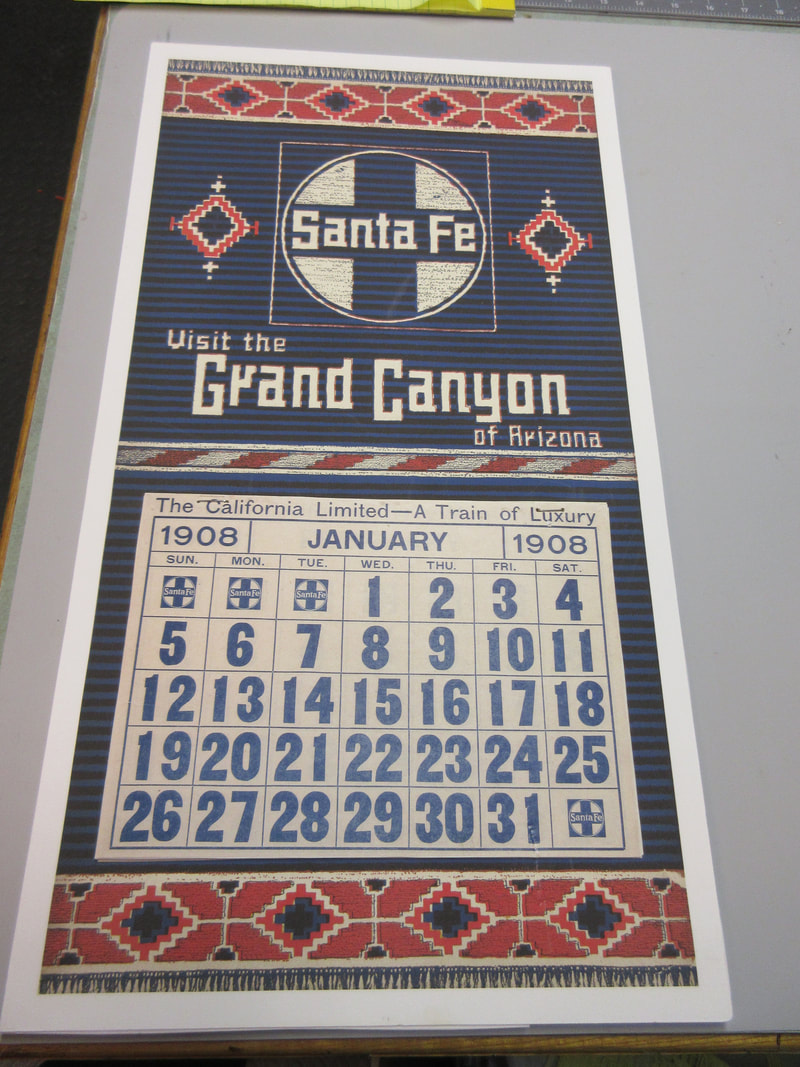 Santa Fe
Visit the
Grand Canyon
of Arizona
The California Limited—A Train of Luxury
1908 JANUARY 1908
SUN. MON. TUE. WED. THU. FRI. SAT.
Santa Fe Santa Fe Santa Fe 1 2 3 4
5 6 7 8 9 10 11
12 13 14 15 16 17 18
19 20 21 22 23 24 25
26 27 28 29 30 31 Santa Fe